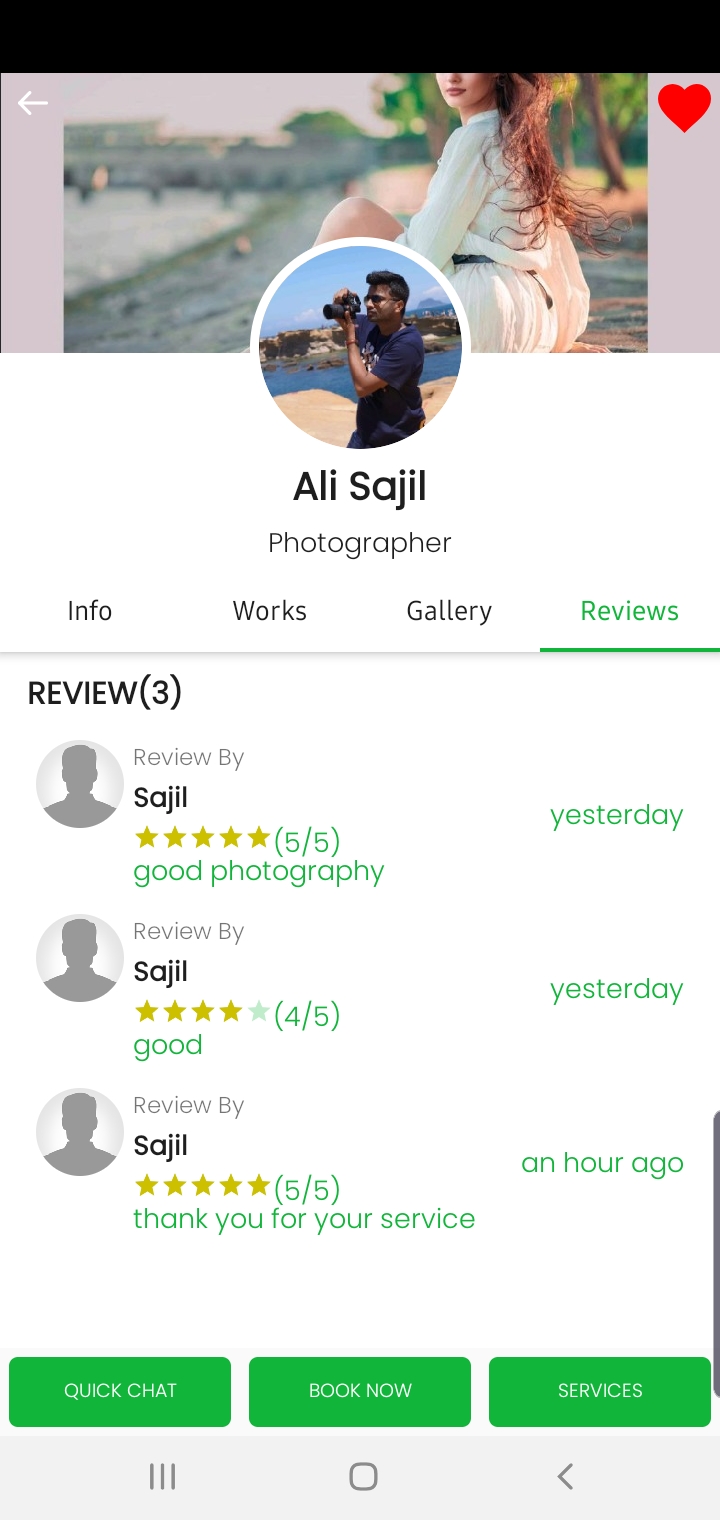 Ali Sajil
Photographer
Info Works Gallery Reviews
REVIEW(3)
Review By
Sajil
yesterday
(5/5)
good photography
Review By
Sajil
yesterday
(4/5)
good
Review By
Sajil
an hour ago
(5/5)
thank you for your service
QUICK CHAT BOOK NOW SERVICES